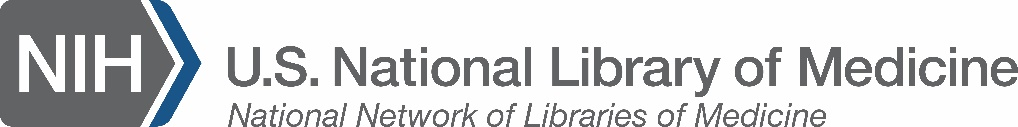 NIH U.S. National Library of Medicine
National Network of Libraries of Medicine